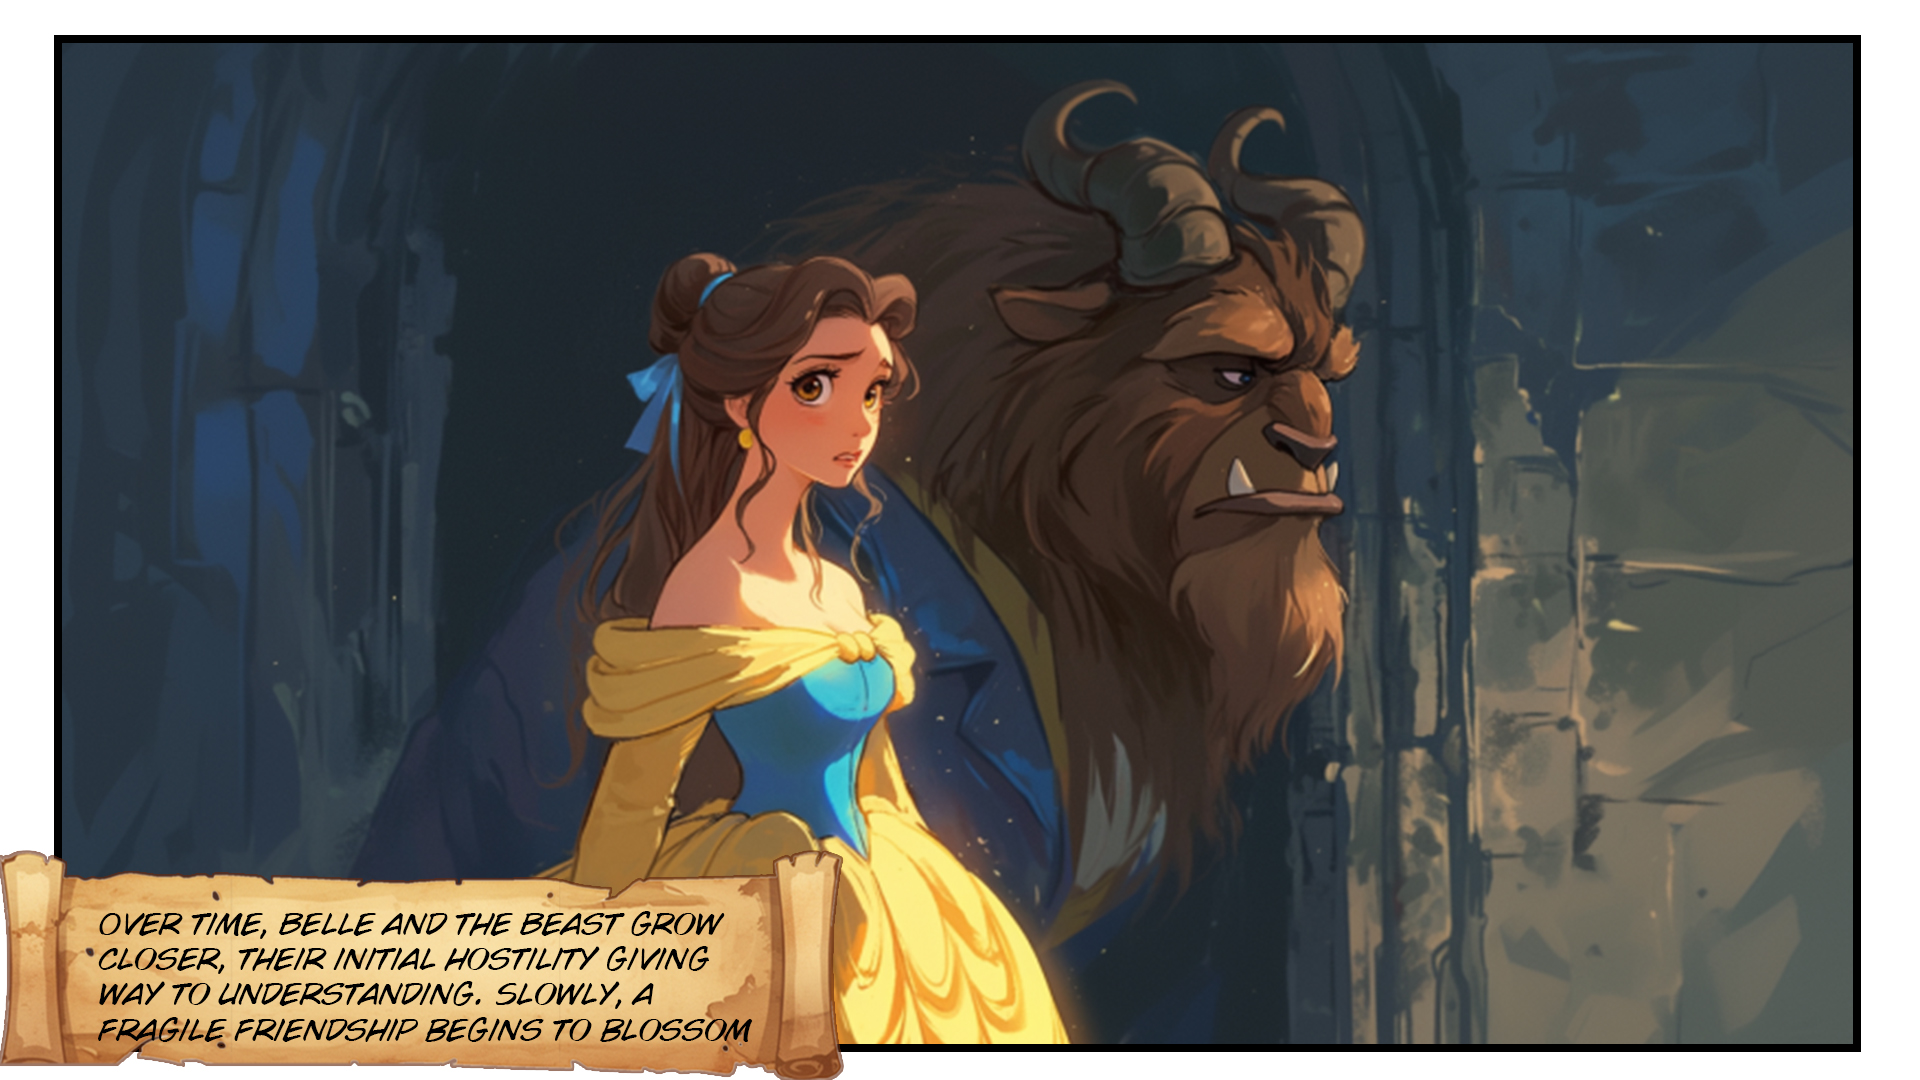 OVER TIME, BELLE AND THE BEAST GROW
CLOSER, THEIR INITIAL HOSTILITY GIVING
WAY TO UNDERSTANDING. SLOWLY, A
FRAGILE FRIENDSHIP BEGINS TO BLOSSOM